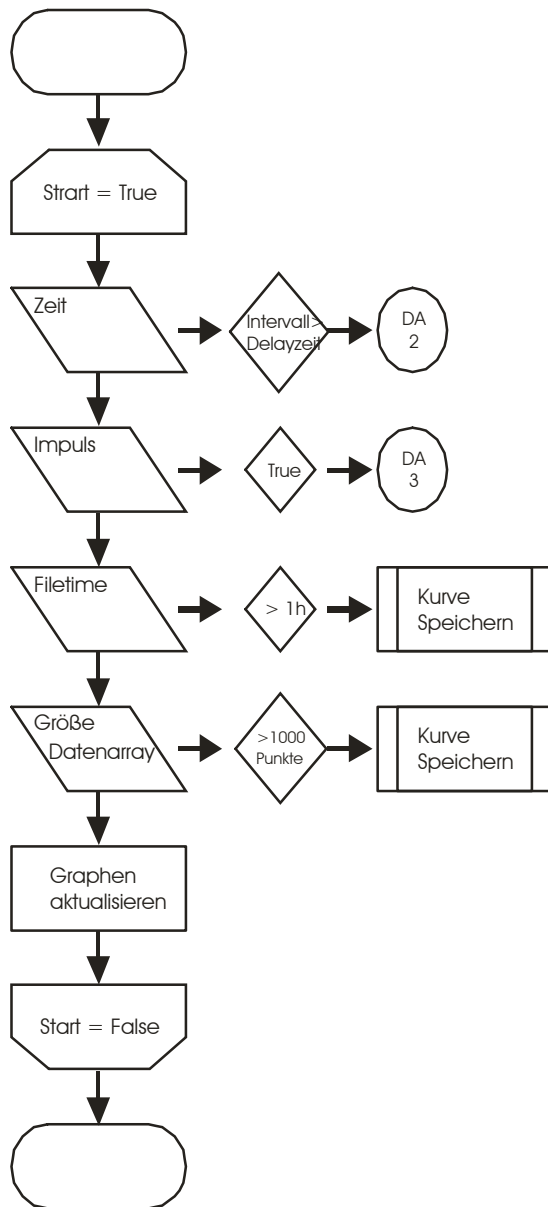 Strart = True
Zeit
Intervall>
Delayzeit
DA
2
Impuls
True
DA
3
Filetime
> 1h
Kurve
Speichern
Größe
Datenarray
>1000
Punkte
Kurve
Speichern
Graphen
aktualisieren
Start = False